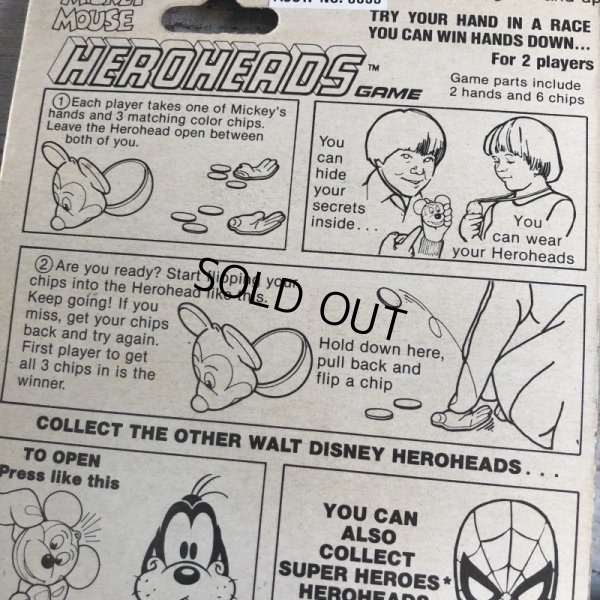 MICKEY
MOUSE
HEROHEADS™
GAME
TRY YOUR HAND IN A RACE
YOU CAN WIN HANDS DOWN...
For 2 players
Game parts include
2 hands and 6 chips
① Each player takes one of Mickey's
hands and 3 matching color chips.
Leave the Herohead open between
both of you.
You
can
hide
your
secrets
inside...
You
can wear
your Heroheads
② Are you ready? Start flipping your
chips into the Herohead like this.
Keep going! If you
miss, get your chips
back and try again.
First player to get
all 3 chips in is the
winner.
SOLD OUT
Hold down here,
pull back and
flip a chip
COLLECT THE OTHER WALT DISNEY HEROHEADS...
TO OPEN
Press like this
YOU CAN
ALSO
COLLECT
SUPER HEROES*
HEROHEADS